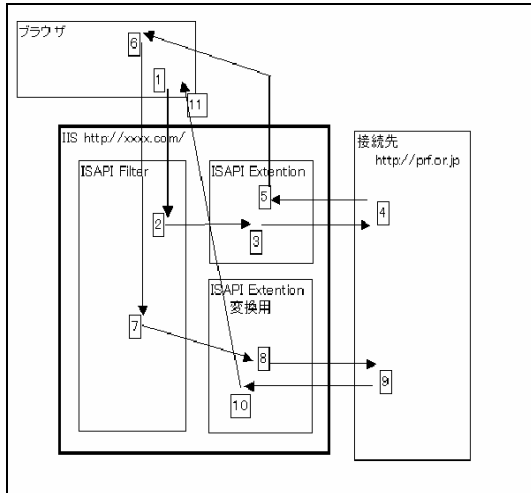 ブラウザ
6
1
11
IIS http://xxxx.com/
接続先
http://prf.or.jp
ISAPI Filter
ISAPI Extention
5
4
2
3
ISAPI Extention
変換用
7
8
9
10